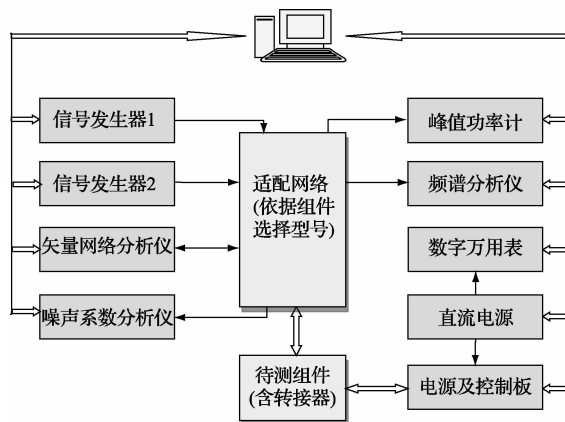 信号发生器1
信号发生器2
矢量网络分析仪
噪声系数分析仪
适配网络
(依据组件
选择型号)
待测组件
(含转接器)
峰值功率计
频谱分析仪
数字万用表
直流电源
电源及控制板